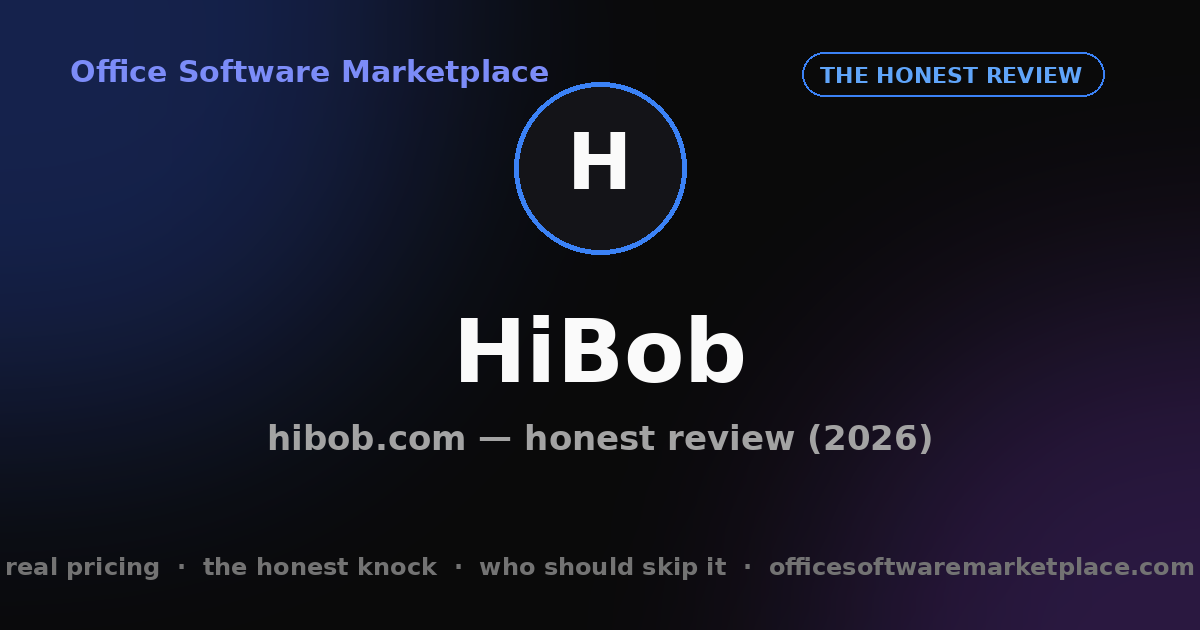 Office Software Marketplace
THE HONEST REVIEW
H
HiBob
hibob.com — honest review (2026)
real pricing · the honest knock · who should skip it · officesoftwaremarketplace.com